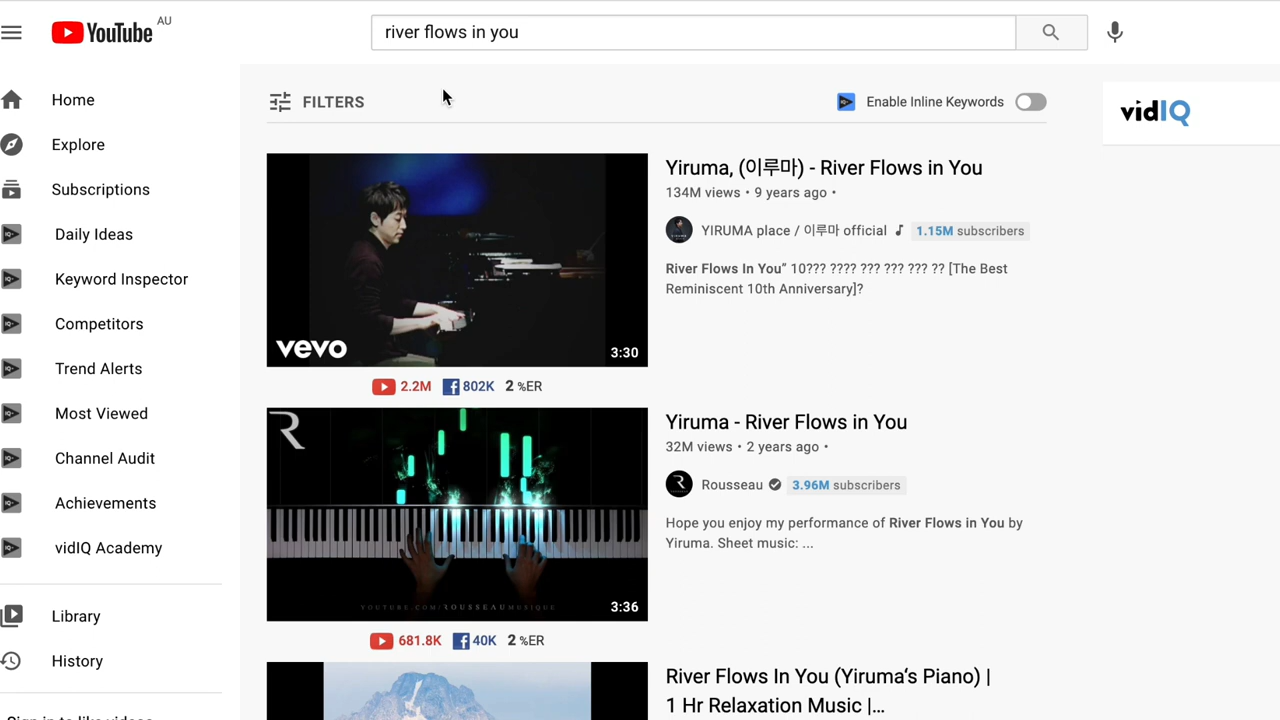 YouTube AU
river flows in you
Home
Explore
Subscriptions
Daily Ideas
Keyword Inspector
Competitors
Trend Alerts
Most Viewed
Channel Audit
Achievements
vidIQ Academy
Library
History
FILTERS
Enable Inline Keywords
vidIQ
vevo
3:30
2.2M 802K 2 %ER
Yiruma, (이루마) - River Flows in You
134M views • 9 years ago •
YIRUMA place / 이루마 official 1.15M subscribers
River Flows In You" 10??? ???? ??? ??? ??? ?? [The Best
Reminiscent 10th Anniversary]?
R
YOUTUBE.COM/ROUSSEAUMUSIQUE
3:36
681.8K 40K 2 %ER
Yiruma - River Flows in You
32M views • 2 years ago •
R
Rousseau 3.96M subscribers
Hope you enjoy my performance of River Flows in You by
Yiruma. Sheet music: ...
River Flows In You (Yiruma‘s Piano) |
1 Hr Relaxation Music |...